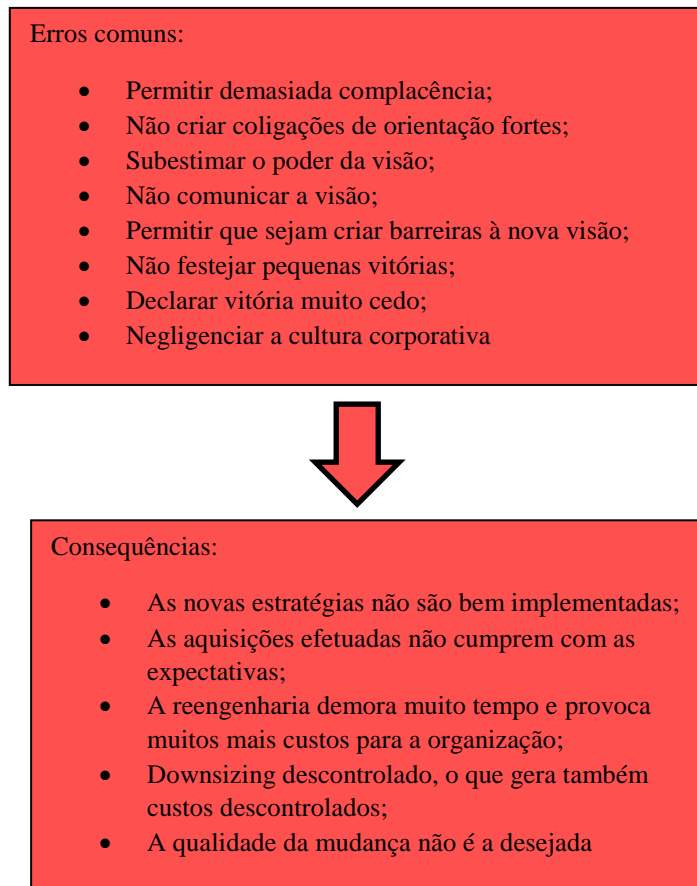 Erros comuns:
• Permitir demasiada complacência;
• Não criar coligações de orientação fortes;
• Subestimar o poder da visão;
• Não comunicar a visão;
• Permitir que sejam criar barreiras à nova visão;
• Não festejar pequenas vitórias;
• Declarar vitória muito cedo;
• Negligenciar a cultura corporativa
Consequências:
• As novas estratégias não são bem implementadas;
• As aquisições efetuadas não cumprem com as
expectativas;
• A reengenharia demora muito tempo e provoca
muitos mais custos para a organização;
• Downsizing descontrolado, o que gera também
custos descontrolados;
• A qualidade da mudança não é a desejada